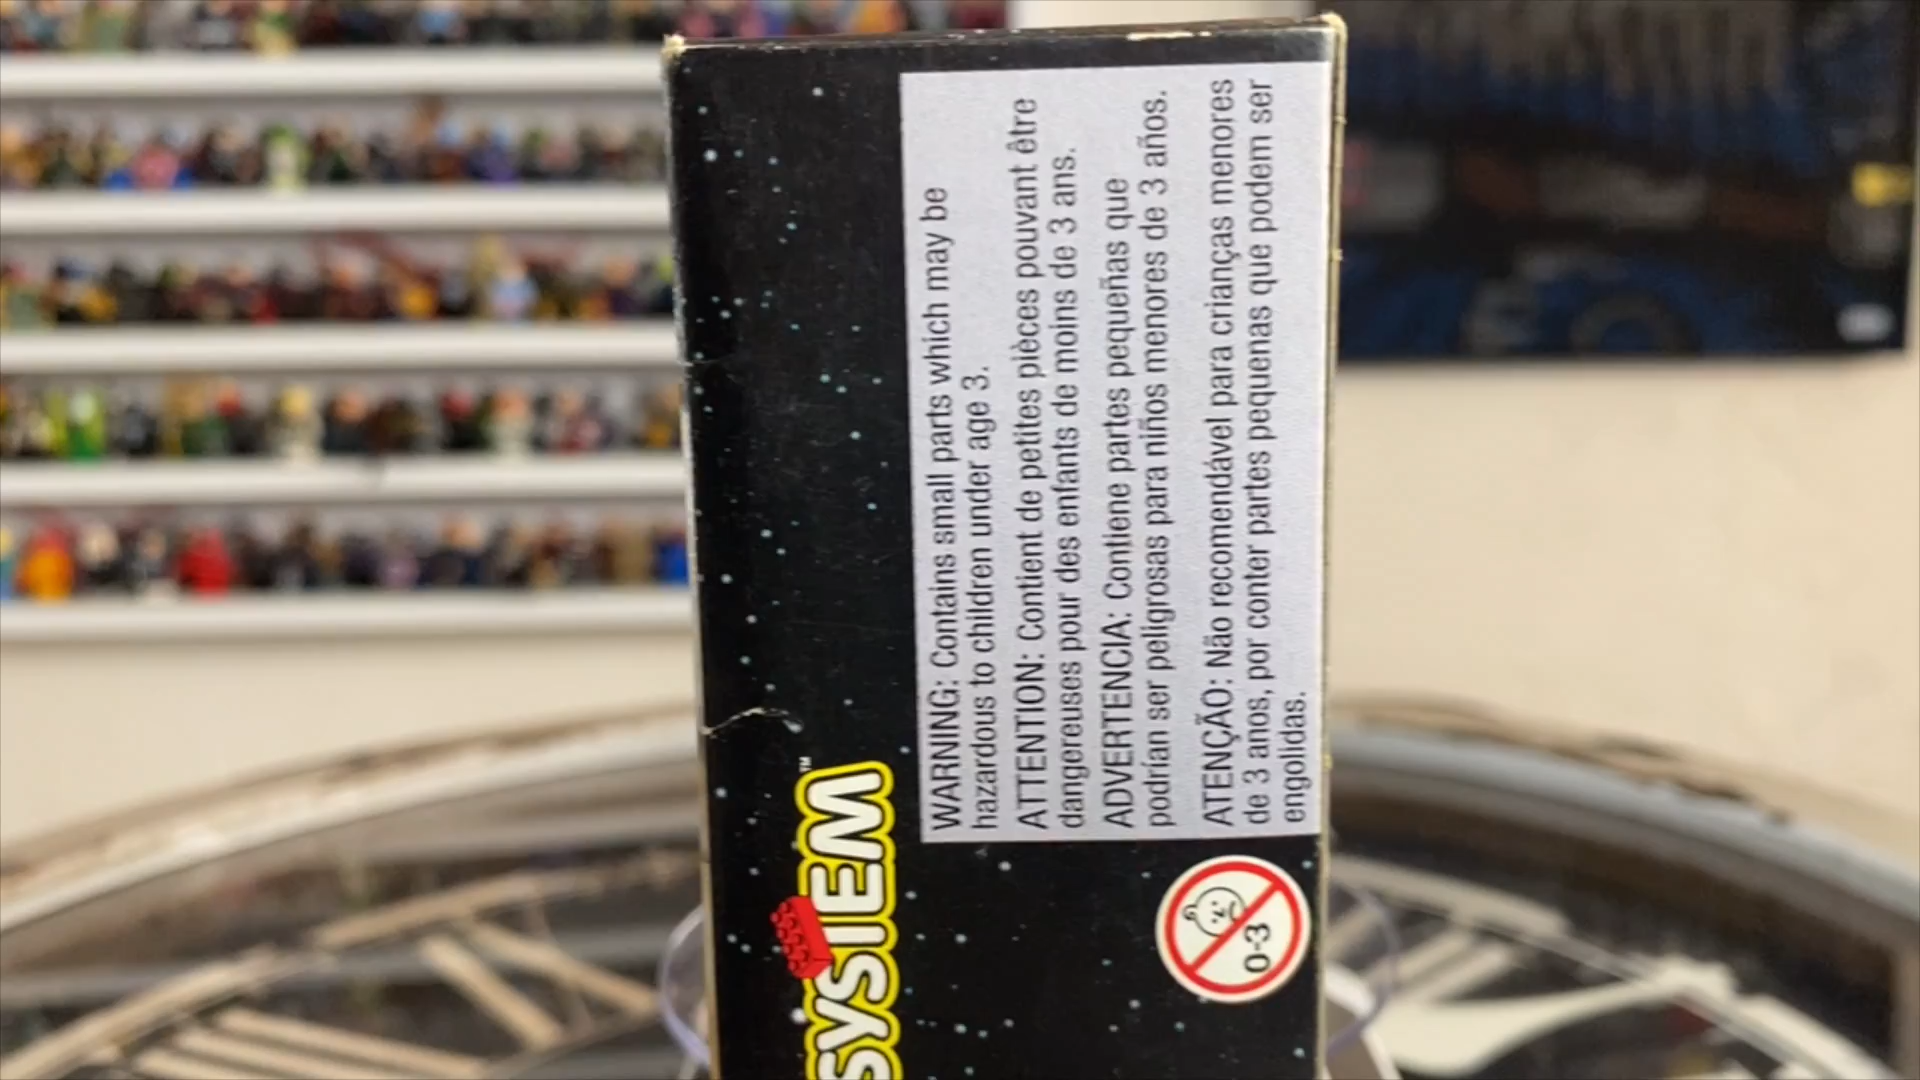 WARNING: Contains small parts which may be
hazardous to children under age 3.
ATTENTION: Contient de petites pièces pouvant être
dangereuses pour des enfants de moins de 3 ans.
ADVERTENCIA: Contiene partes pequeñas que
podrían ser peligrosas para niños menores de 3 años.
ATENÇÃO: Não recomendável para crianças menores
de 3 anos, por conter partes pequenas que podem ser
engolidas.
SYSTEM™
0-3